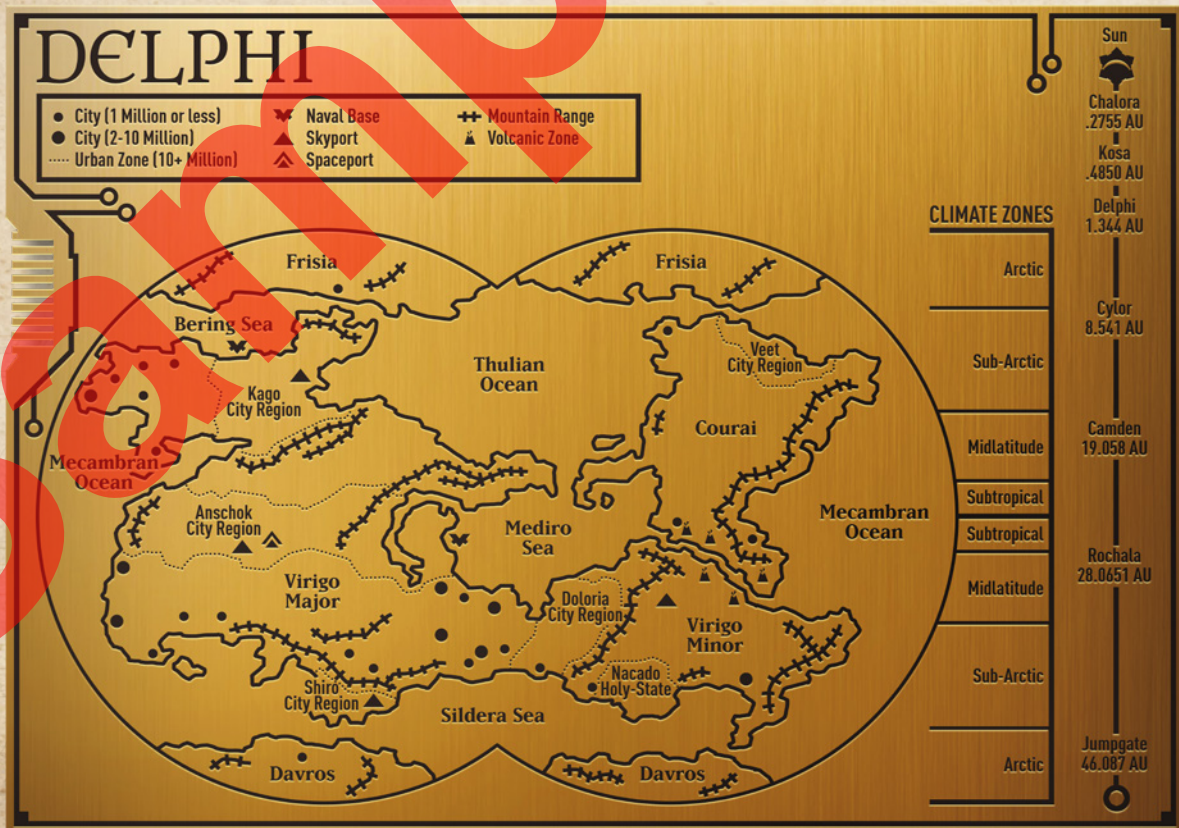 DELPHI
City (1 Million or less)
City (2-10 Million)
Urban Zone (10+ Million)
Naval Base
Skyport
Spaceport
Mountain Range
Volcanic Zone
Sun
Chalora
.2755 AU
Kosa
.4850 AU
Delphi
1.344 AU
Cylor
8.541 AU
Camden
19.058 AU
Rochala
28.0651 AU
Jumpgate
46.087 AU
CLIMATE ZONES
Arctic
Sub-Arctic
Midlatitude
Subtropical
Subtropical
Midlatitude
Sub-Arctic
Arctic
Frisia
Frisia
Bering Sea
Thulian
Ocean
Veet
City Region
Kago
City Region
Courai
Mecambran
Ocean
Anschok
City Region
Mediro
Sea
Mecambran
Ocean
Virigo
Major
Doloria
City Region
Virigo
Minor
Shiro
City Region
Nacado
Holy-State
Sildera Sea
Davros
Davros